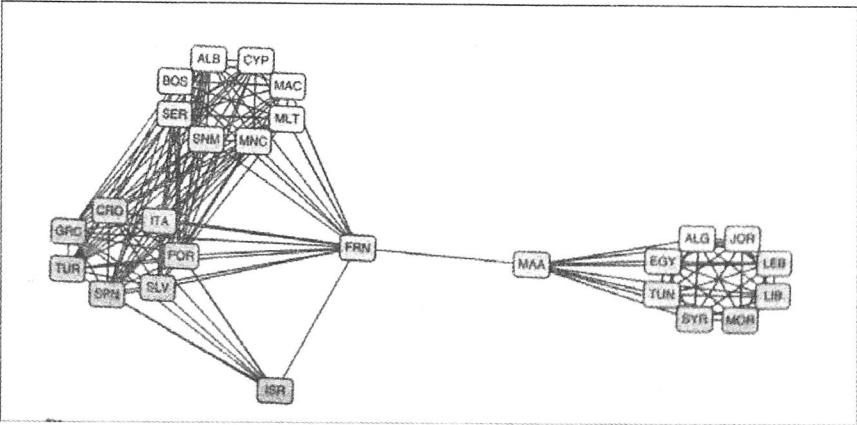 ALB CYP
BOS MAC
SER MLT
SNM MNC
CRO ITA
GRC FRN
POR
TUR
SPN SLV
ISR
MAA
ALG JOR
EGY LEB
TUN LIB
SYR MOR